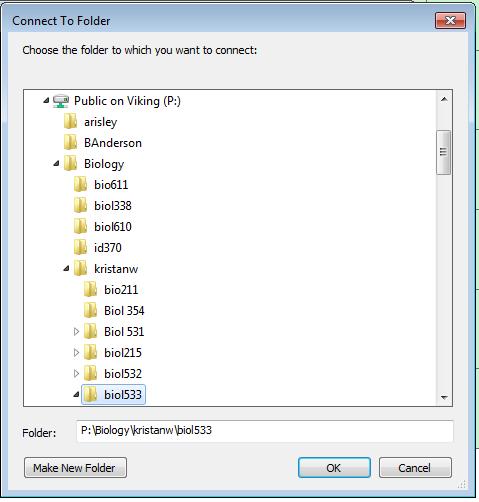 Connect To Folder
Choose the folder to which you want to connect:
Public on Viking (P:)
arisley
BAnderson
Biology
bio611
biol338
biol610
id370
kristanw
bio211
Biol 354
Biol 531
biol215
biol532
biol533
Folder: P:\Biology\kristanw\biol533
Make New Folder OK Cancel